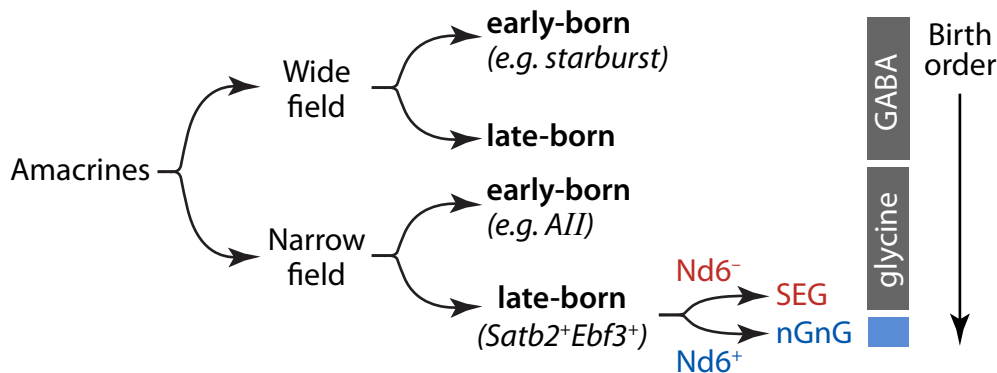 Amacrines
Wide
field
Narrow
field
early-born
(e.g. starburst)
late-born
early-born
(e.g. AII)
late-born
(Satb2⁺Ebf3⁺)
Nd6⁻
SEG
nGnG
Nd6⁺
GABA
glycine
Birth
order